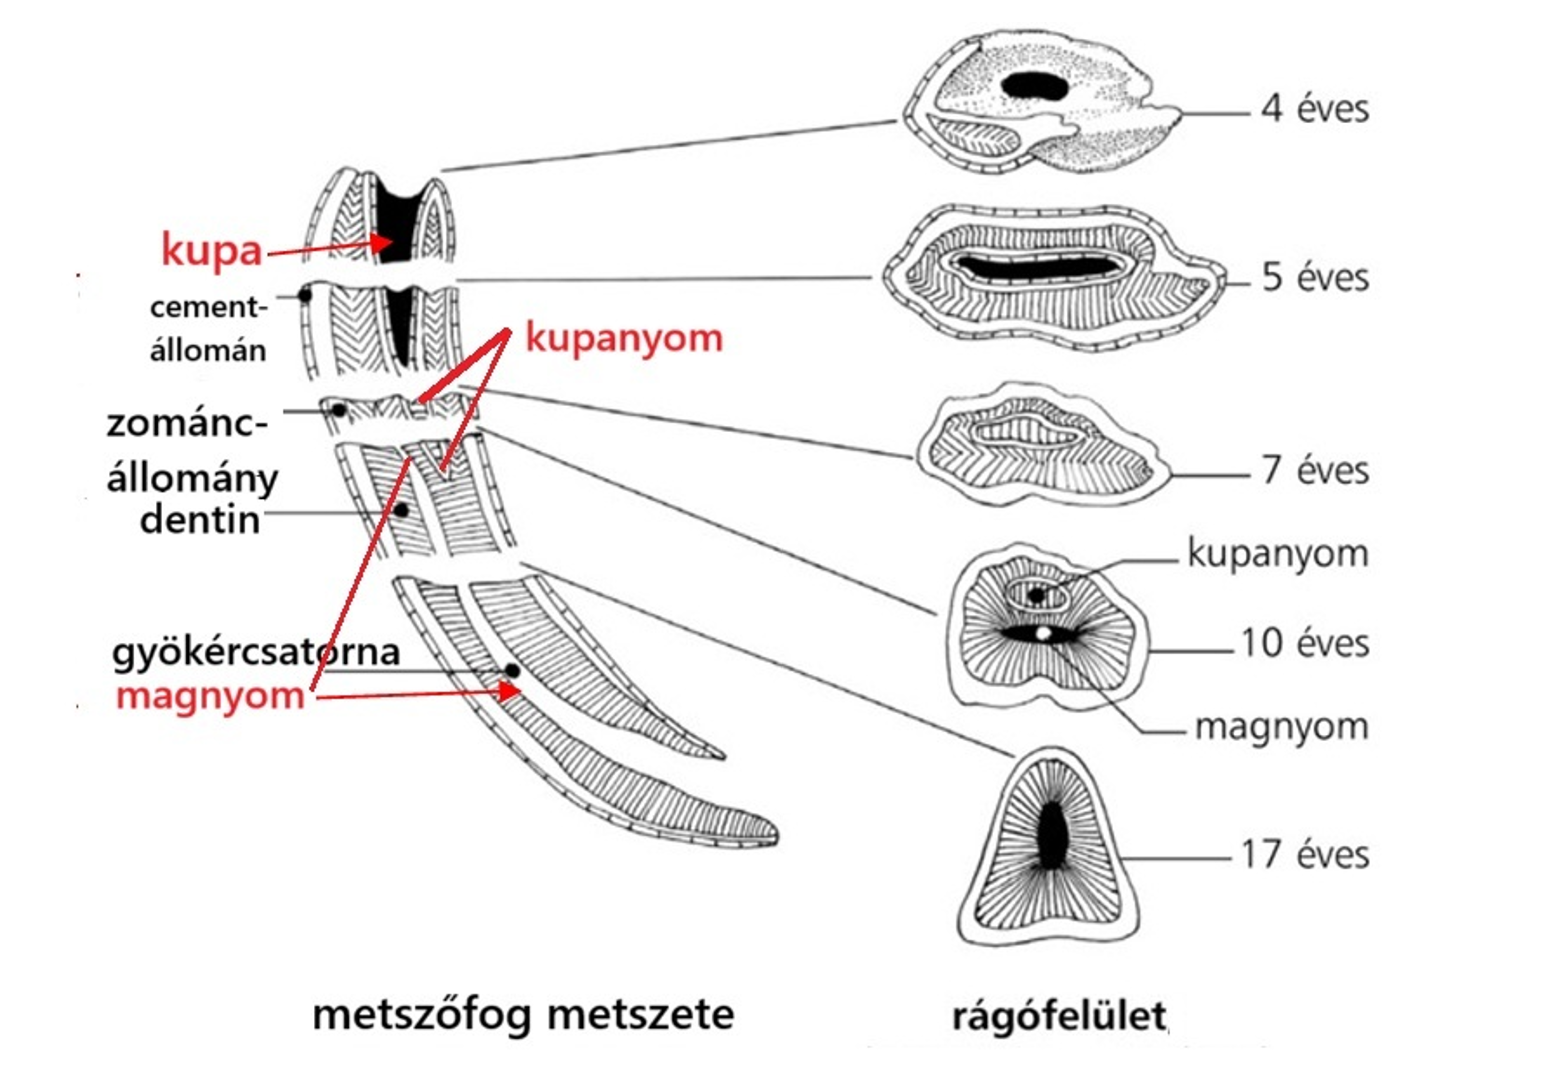 4 éves
kupa
5 éves
cement-
állomán
kupanyom
zománc-
állomány
dentin
7 éves
kupanyom
10 éves
gyökércsatorna
magnyom
magnyom
17 éves
metszőfog metszete
rágófelület